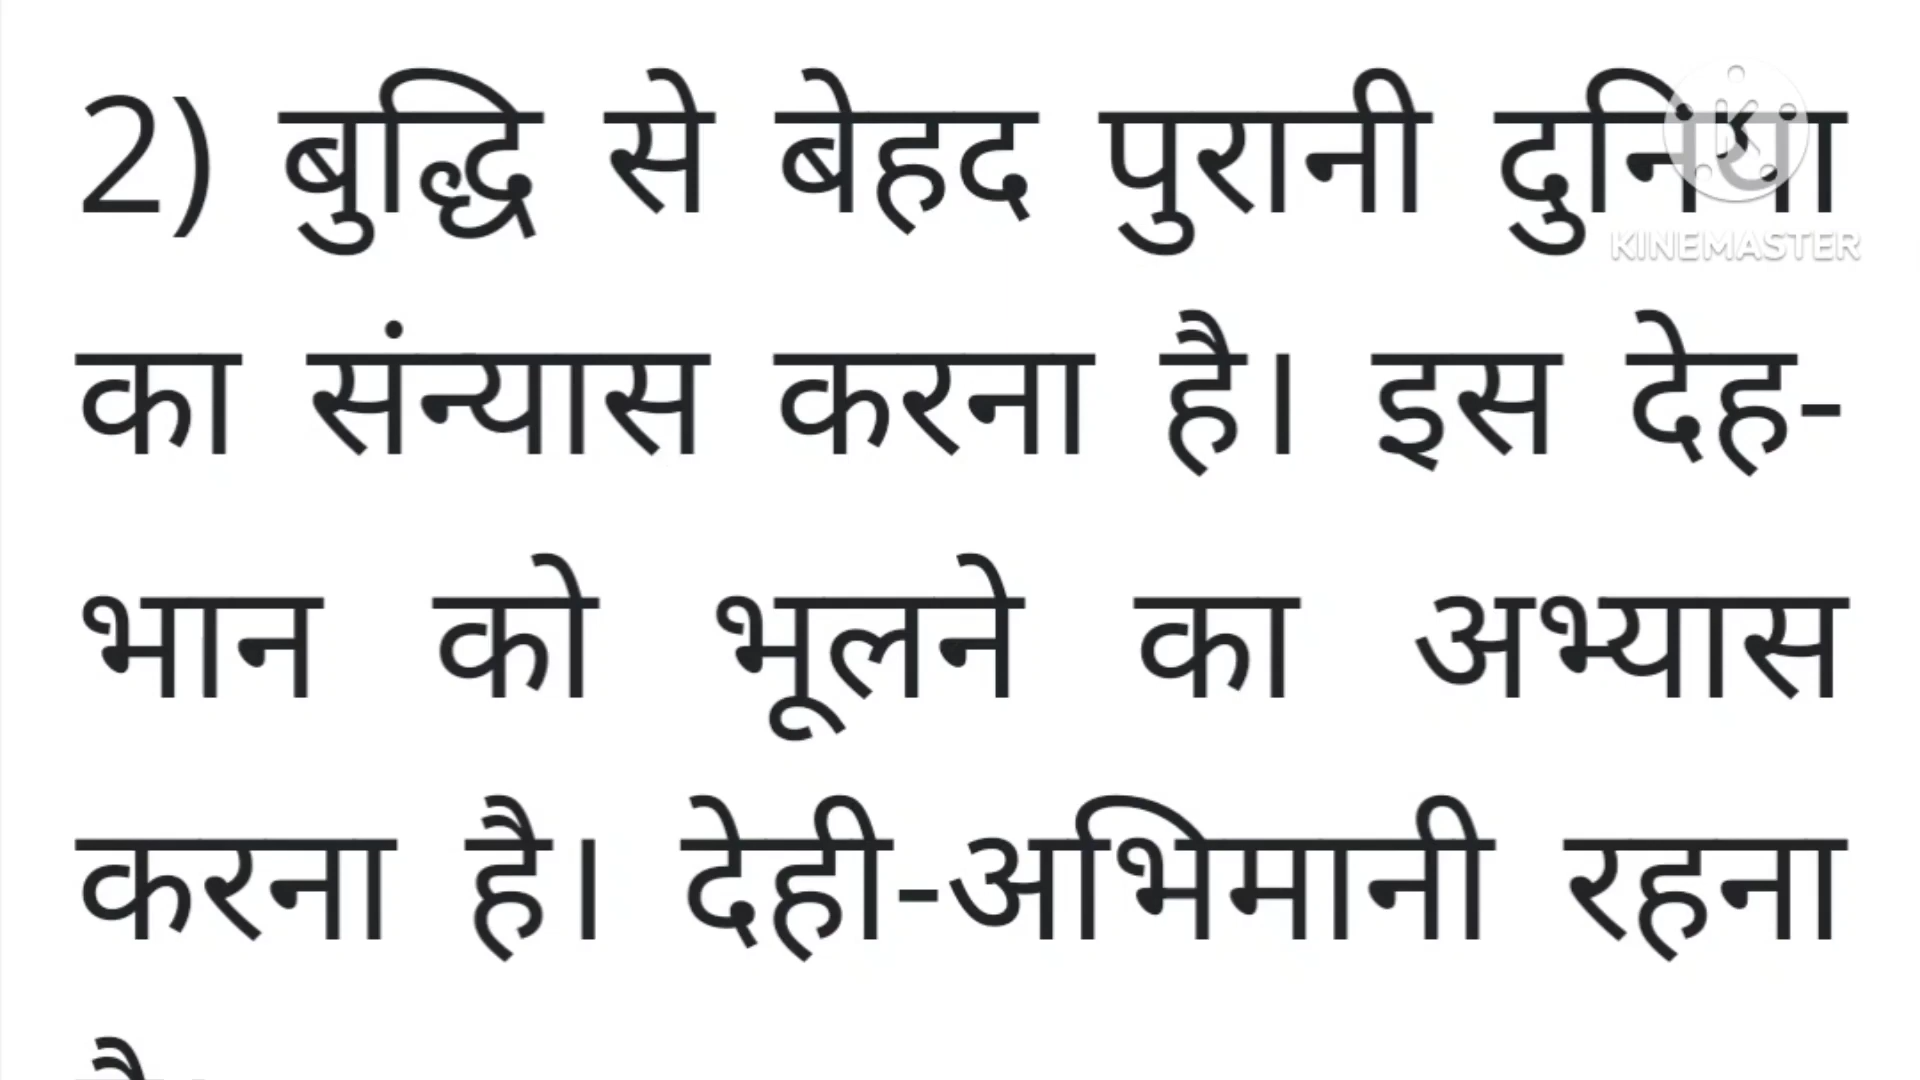 2) बुद्धि से बेहद पुरानी दुनिया
KINEMASTER
का संन्यास करना है। इस देह-
भान को भूलने का अभ्यास
करना है। देही-अभिमानी रहना